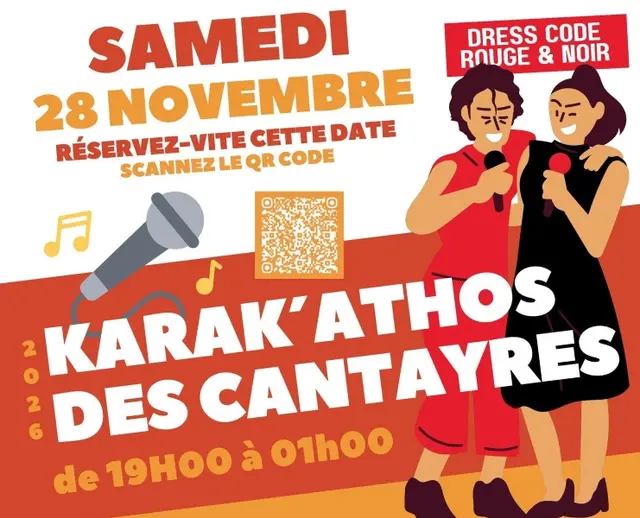 SAMEDI
28 NOVEMBRE
RÉSERVEZ-VITE CETTE DATE
SCANNEZ LE QR CODE
DRESS CODE
ROUGE & NOIR
2026
KARAK'ATHOS
DES CANTAYRES
de 19H00 à 01h00